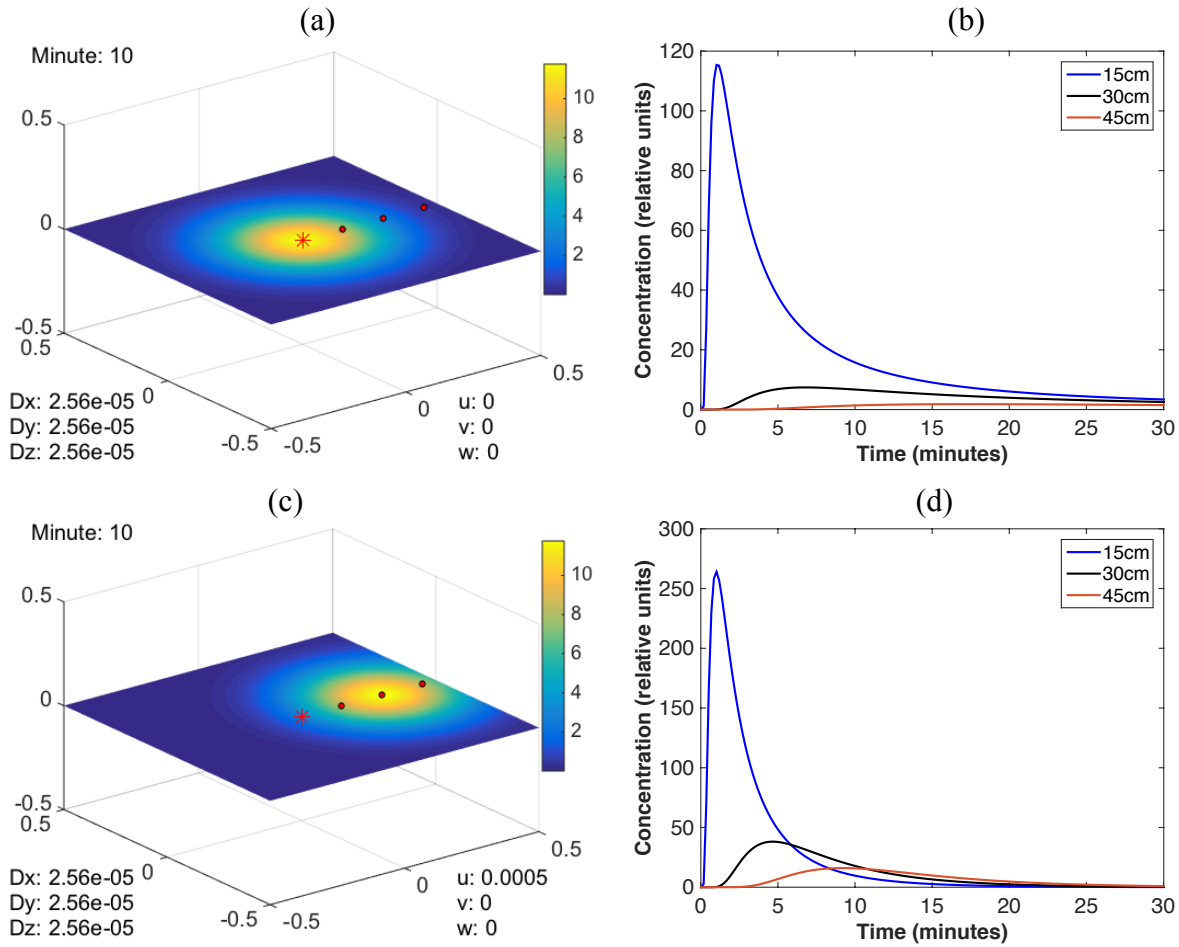 (a)
Minute: 10
0.5
0
-0.5
0.5
0
-0.5
-0.5
0
0.5
10
8
6
4
2
Dx: 2.56e-05
Dy: 2.56e-05
Dz: 2.56e-05
u: 0
v: 0
w: 0
(b)
Concentration (relative units)
120
100
80
60
40
20
0
0 5 10 15 20 25 30
Time (minutes)
15cm
30cm
45cm
(c)
Minute: 10
0.5
0
-0.5
0.5
0
-0.5
-0.5
0
0.5
10
8
6
4
2
Dx: 2.56e-05
Dy: 2.56e-05
Dz: 2.56e-05
u: 0.0005
v: 0
w: 0
(d)
Concentration (relative units)
300
250
200
150
100
50
0
0 5 10 15 20 25 30
Time (minutes)
15cm
30cm
45cm